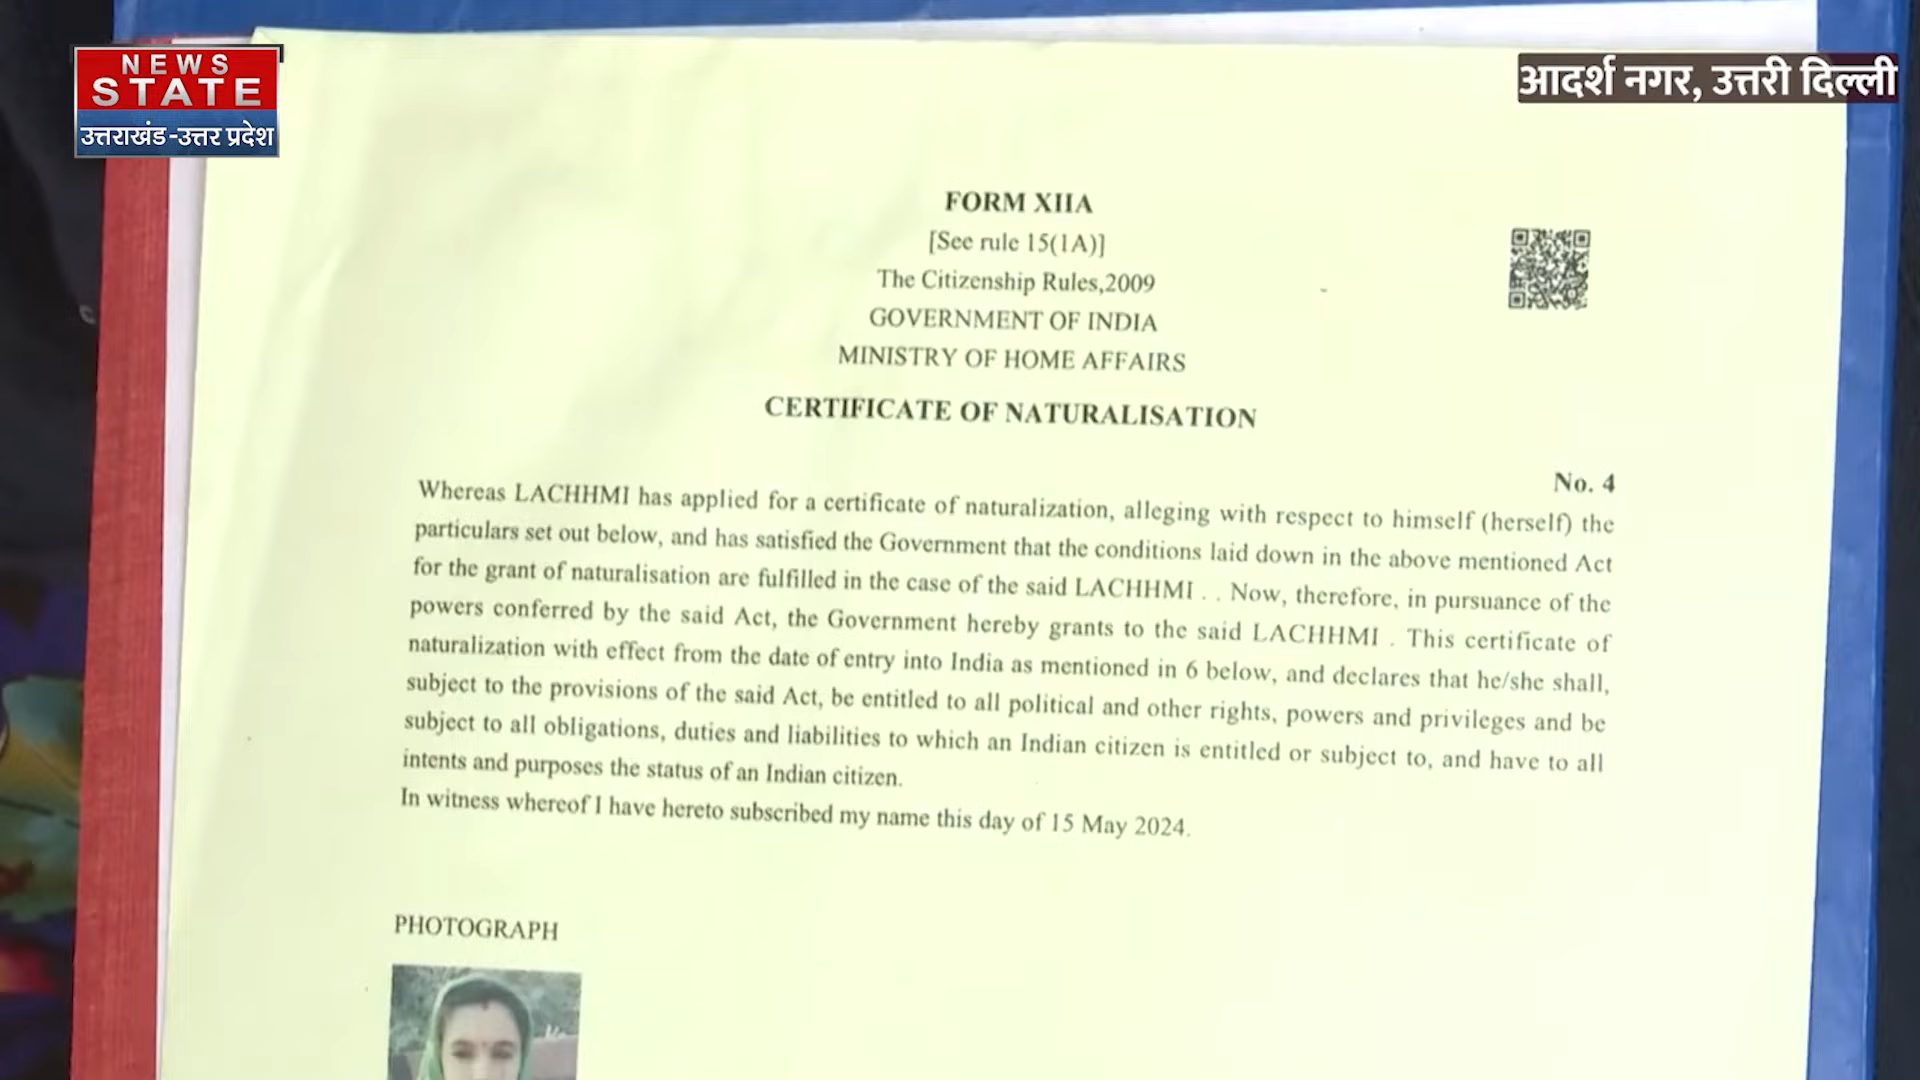 NEWS
STATE
उत्तराखंड-उत्तर प्रदेश
आदर्श नगर, उत्तरी दिल्ली
FORM XIIA
[See rule 15(1A)]
The Citizenship Rules,2009
GOVERNMENT OF INDIA
MINISTRY OF HOME AFFAIRS
CERTIFICATE OF NATURALISATION
No. 4
Whereas LACHHMI has applied for a certificate of naturalization, alleging with respect to himself (herself) the
particulars set out below, and has satisfied the Government that the conditions laid down in the above mentioned Act
for the grant of naturalisation are fulfilled in the case of the said LACHHMI . . Now, therefore, in pursuance of the
powers conferred by the said Act, the Government hereby grants to the said LACHHMI . This certificate of
naturalization with effect from the date of entry into India as mentioned in 6 below, and declares that he/she shall,
subject to the provisions of the said Act, be entitled to all political and other rights, powers and privileges and be
subject to all obligations, duties and liabilities to which an Indian citizen is entitled or subject to, and have to all
intents and purposes the status of an Indian citizen.
In witness whereof I have hereto subscribed my name this day of 15 May 2024.
PHOTOGRAPH